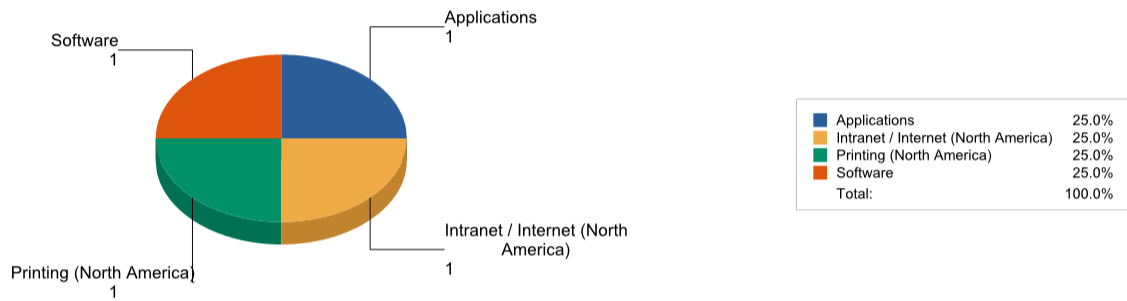 Applications
1
Software
1
Intranet / Internet (North
America)
1
Printing (North America)
1
Applications 25.0%
Intranet / Internet (North America) 25.0%
Printing (North America) 25.0%
Software 25.0%
Total: 100.0%